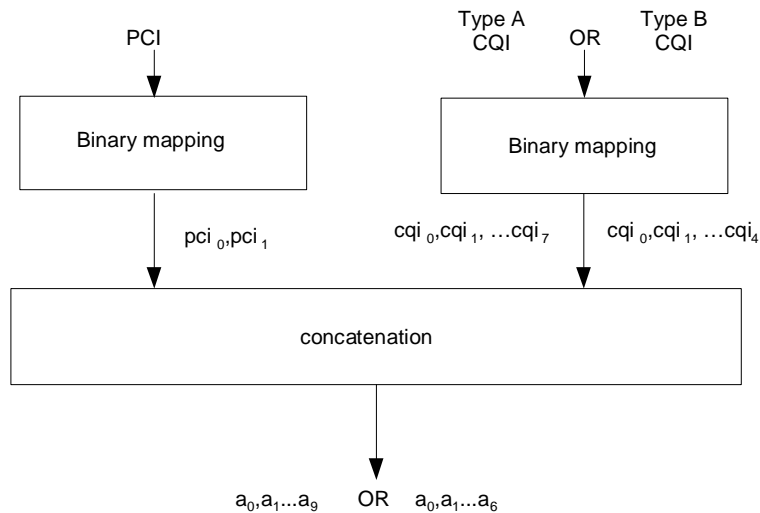 PCI
Type A
CQI
OR
Type B
CQI
Binary mapping
Binary mapping
pci 0,pci 1
cqi 0,cqi 1, …cqi 7
cqi 0,cqi 1, …cqi4
concatenation
a0,a1...a9 OR a0,a1...a6